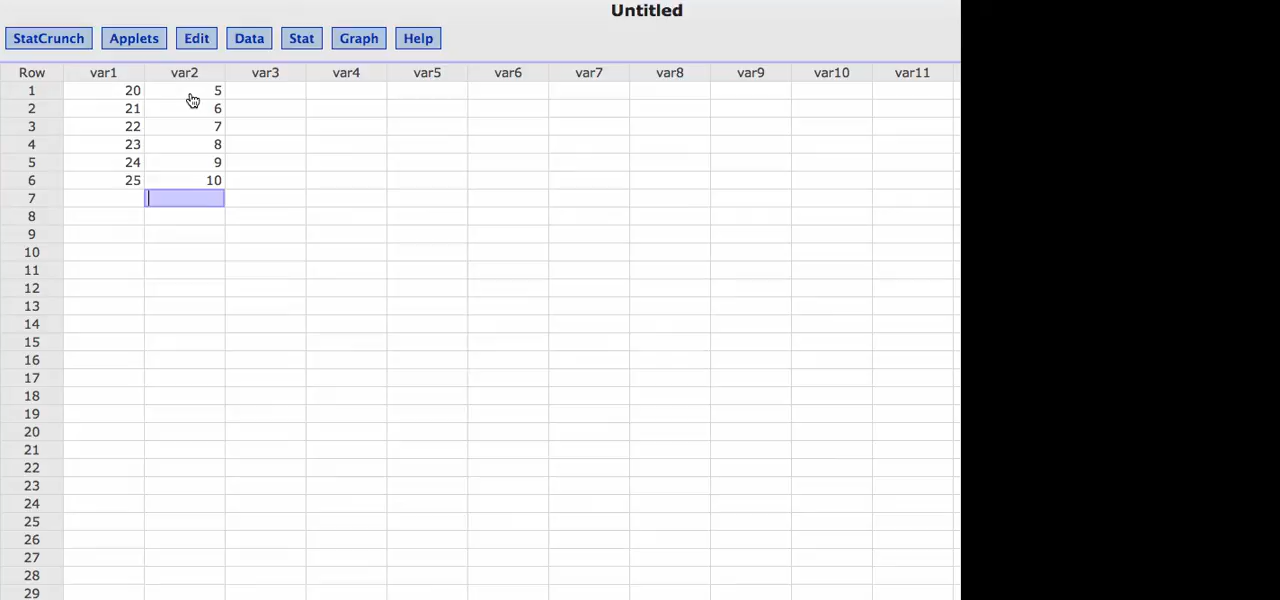 Untitled
StatCrunch Applets Edit Data Stat Graph Help
Row var1 var2 var3 var4 var5 var6 var7 var8 var9 var10 var11
1 20 5
2 21 6
3 22 7
4 23 8
5 24 9
6 25 10
7
8
9
10
11
12
13
14
15
16
17
18
19
20
21
22
23
24
25
26
27
28
29